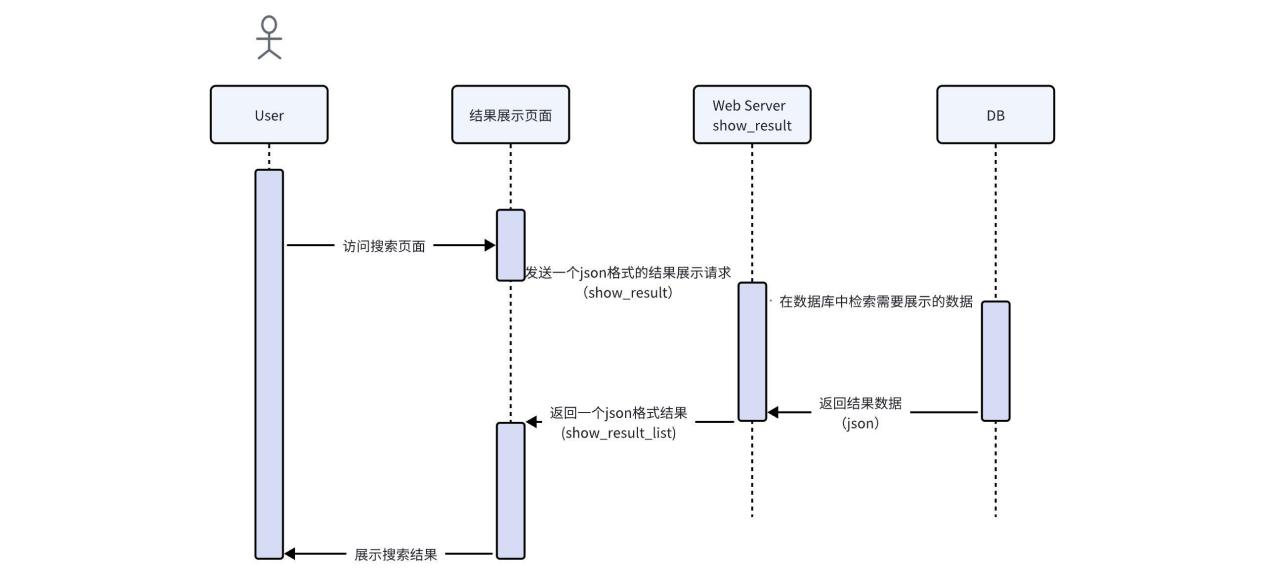 User
结果展示页面
Web Server
show_result
DB
访问搜索页面
发送一个json格式的结果展示请求
（show_result）
在数据库中检索需要展示的数据
返回结果数据
（json）
返回一个json格式结果
(show_result_list)
展示搜索结果